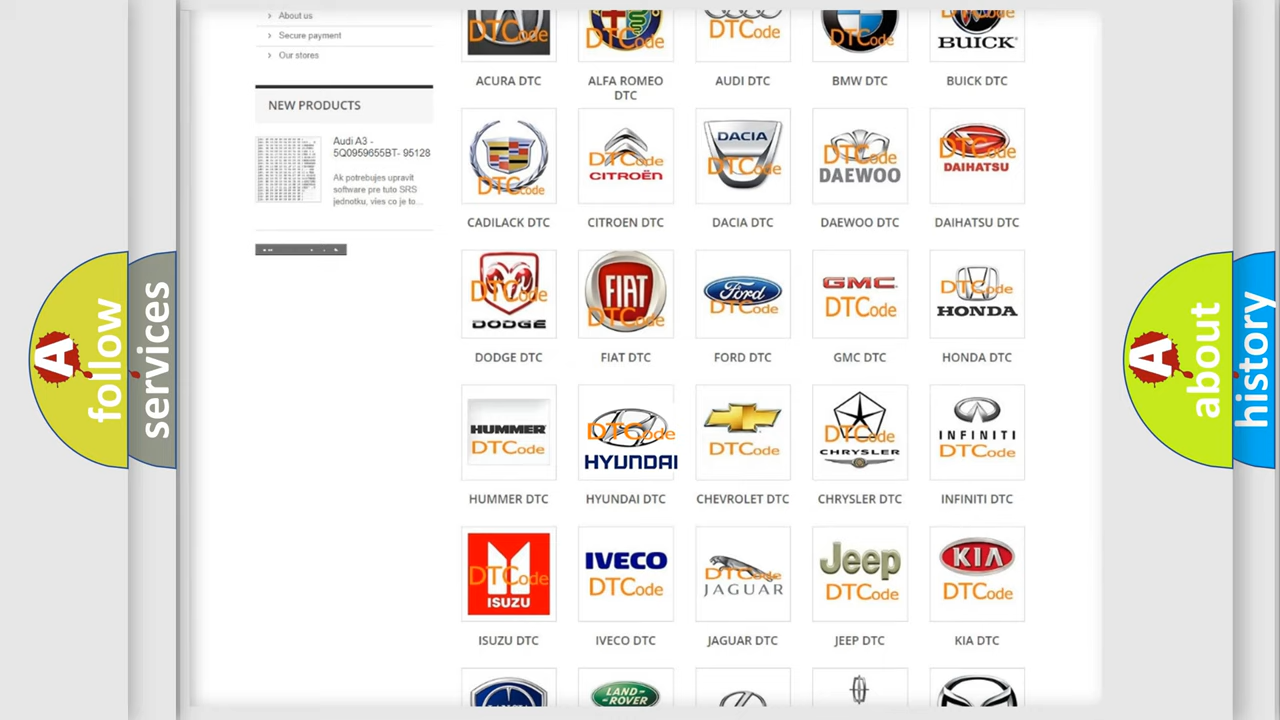 About us
Secure payment
Our stores
NEW PRODUCTS
Audi A3 -
5Q0959655BT- 95128
Ak potrebujes upravit
software pre tuto SRS
jednotku, vies co je to...
DTCode DTCode DTCode DTCode BUICK
ACURA DTC
ALFA ROMEO
DTC
AUDI DTC
BMW DTC
BUICK DTC
DTCode
DTCode
CITROËN
DACIA
DTCode
DTCode
DAEWOO
DTCode
DAIHATSU
CADILACK DTC
CITROEN DTC
DACIA DTC
DAEWOO DTC
DAIHATSU DTC
DTCode
DODGE
FIAT
DTCode
Ford
DTCode
GMC
DTCode
DTCode
HONDA
DODGE DTC
FIAT DTC
FORD DTC
GMC DTC
HONDA DTC
HUMMER
DTCode
DTCode
HYUNDAI
DTCode
DTCode
CHRYSLER
INFINITI
DTCode
HUMMER DTC
HYUNDAI DTC
CHEVROLET DTC
CHRYSLER DTC
INFINITI DTC
DTCode
ISUZU
IVECO
DTCode
DTCode
JAGUAR
Jeep
DTCode
KIA
DTCode
ISUZU DTC
IVECO DTC
JAGUAR DTC
JEEP DTC
KIA DTC
LAND-
ROVER
A
follow
services
A
about
history